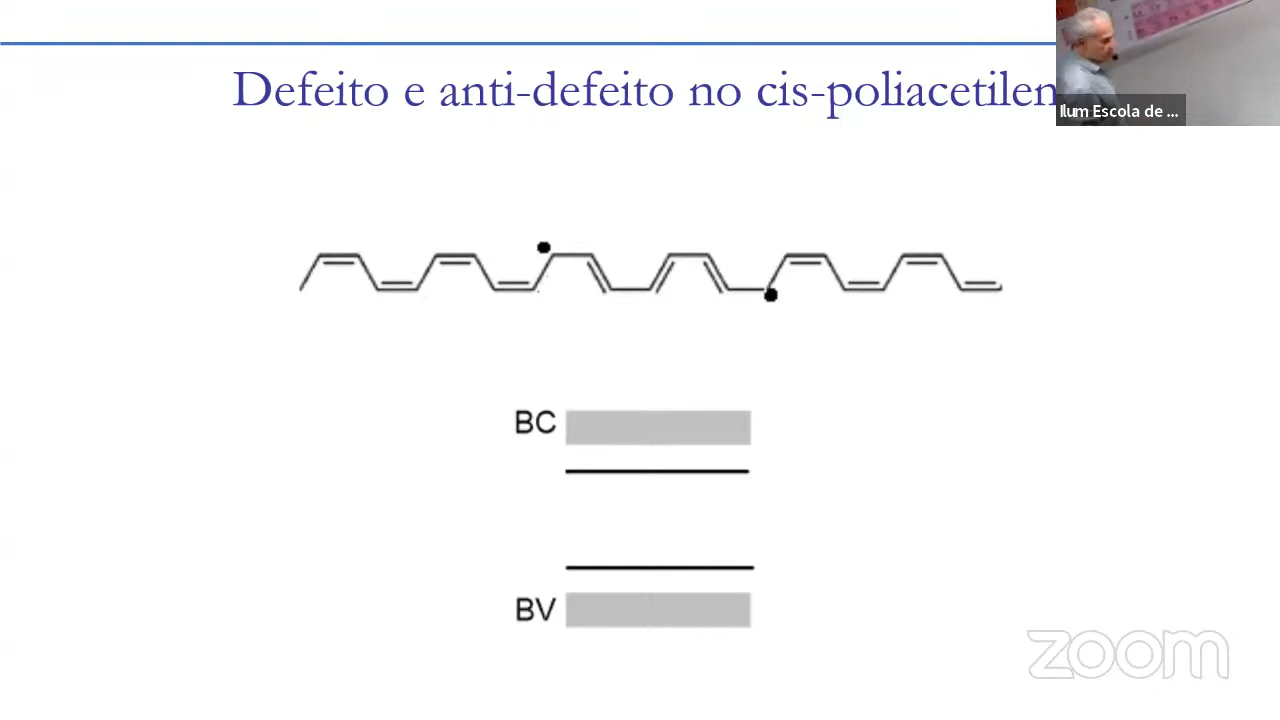 Defeito e anti-defeito no cis-poliacetilen
Ilum Escola de ...
BC
BV
zoom